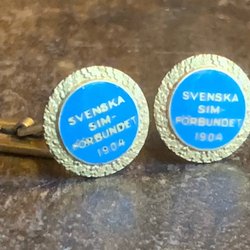 SVENSKA
SIM-
FÖRBUNDET
1904
SVENSKA
SIM-
FÖRBUNDET
1904